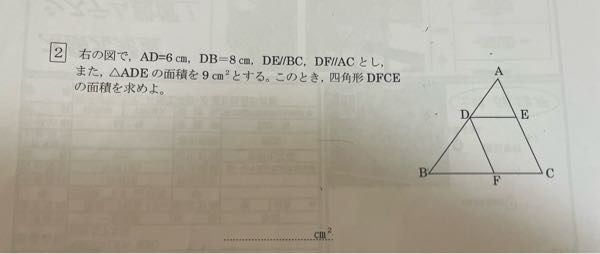 2 右の図で，AD=6㎝，DB=8㎝，DE//BC，DF//ACとし，
また，△ADEの面積を9㎝²とする。このとき，四角形DFCE
の面積を求めよ。
A
D E
B F C
㎝²